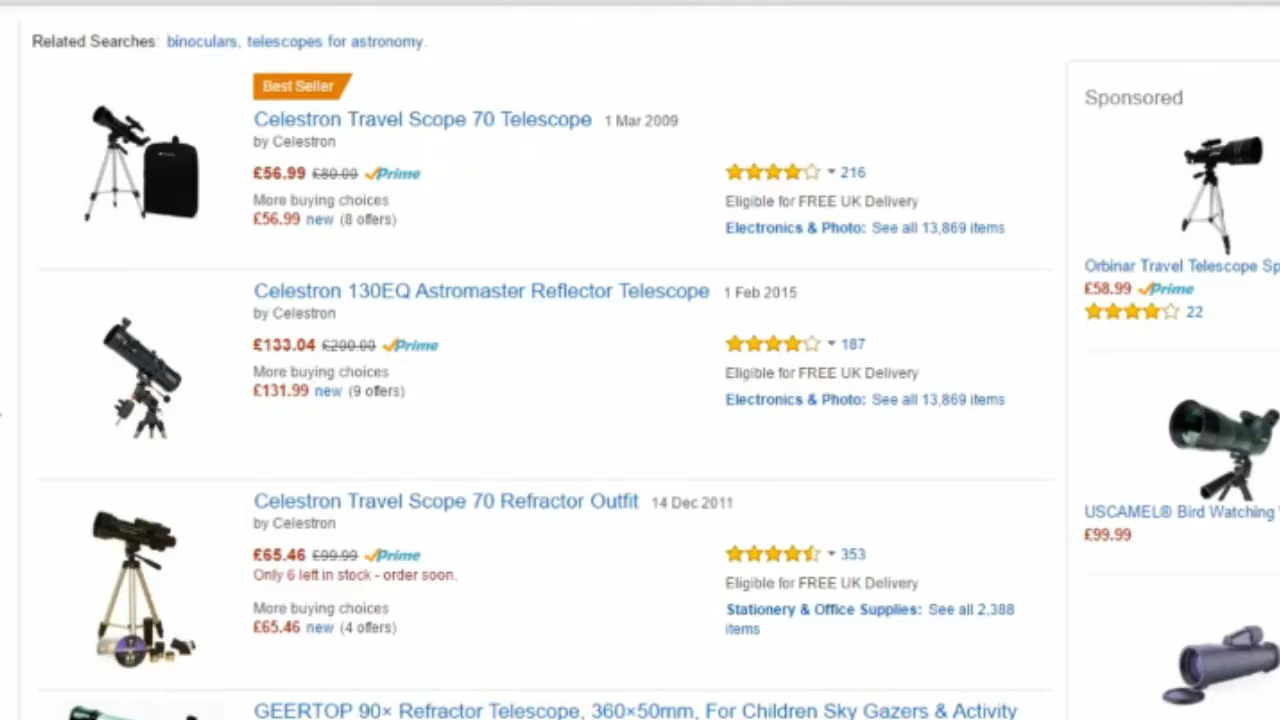 Related Searches: binoculars, telescopes for astronomy.
Best Seller
Celestron Travel Scope 70 Telescope 1 Mar 2009
by Celestron
£56.99 £80.00 Prime
More buying choices
£56.99 new (8 offers)
216
Eligible for FREE UK Delivery
Electronics & Photo: See all 13,869 items
Celestron 130EQ Astromaster Reflector Telescope 1 Feb 2015
by Celestron
£133.04 £200.00 Prime
More buying choices
£131.99 new (9 offers)
187
Eligible for FREE UK Delivery
Electronics & Photo: See all 13,869 items
Celestron Travel Scope 70 Refractor Outfit 14 Dec 2011
by Celestron
£65.46 £99.99 Prime
Only 6 left in stock - order soon.
More buying choices
£65.46 new (4 offers)
353
Eligible for FREE UK Delivery
Stationery & Office Supplies: See all 2,388
items
GEERTOP 90× Refractor Telescope, 360×50mm, For Children Sky Gazers & Activity
Sponsored
Orbinar Travel Telescope Sp
£58.99 Prime
22
USCAMEL® Bird Watching
£99.99